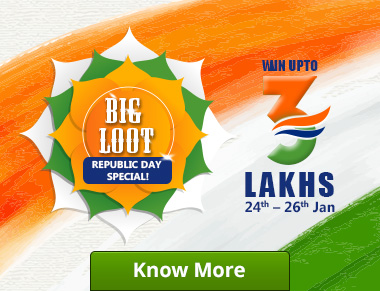 BIG
LOOT
REPUBLIC DAY
SPECIAL!
WIN UPTO
3
LAKHS
24th – 26th Jan
Know More